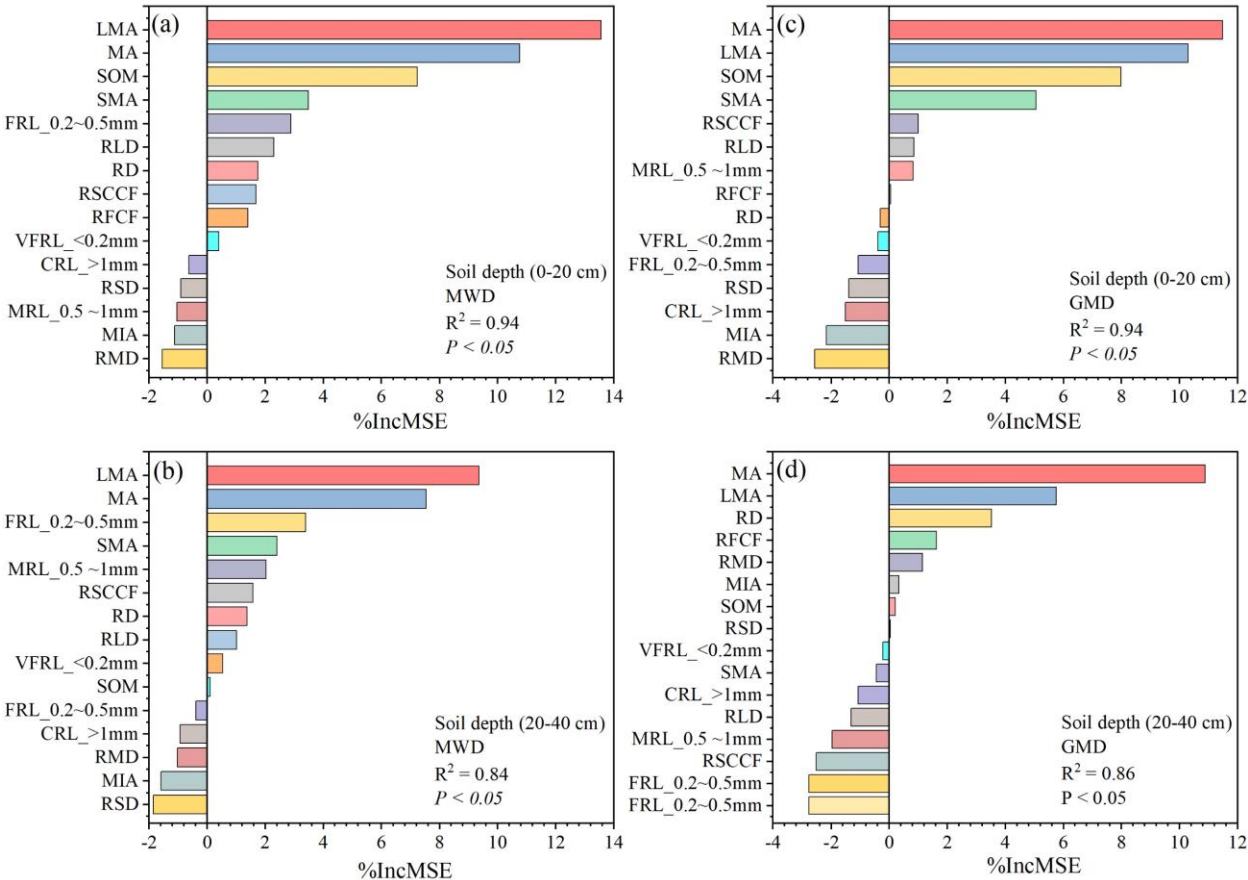 (a)
LMA
MA
SOM
SMA
FRL_0.2~0.5mm
RLD
RD
RSCCF
RFCF
VFRL_<0.2mm
CRL_>1mm
RSD
MRL_0.5 ~1mm
MIA
RMD
Soil depth (0-20 cm)
MWD
R² = 0.94
P < 0.05
-2 0 2 4 6 8 10 12 14
%IncMSE
(c)
MA
LMA
SOM
SMA
RSCCF
RLD
MRL_0.5 ~1mm
RFCF
RD
VFRL_<0.2mm
FRL_0.2~0.5mm
RSD
CRL_>1mm
MIA
RMD
Soil depth (0-20 cm)
GMD
R² = 0.94
P < 0.05
-4 -2 0 2 4 6 8 10 12
%IncMSE
(b)
LMA
MA
FRL_0.2~0.5mm
SMA
MRL_0.5 ~1mm
RSCCF
RD
RLD
VFRL_<0.2mm
SOM
FRL_0.2~0.5mm
CRL_>1mm
RMD
MIA
RSD
Soil depth (20-40 cm)
MWD
R² = 0.84
P < 0.05
-2 0 2 4 6 8 10 12 14
%IncMSE
(d)
MA
LMA
RD
RFCF
RMD
MIA
SOM
RSD
VFRL_<0.2mm
SMA
CRL_>1mm
RLD
MRL_0.5 ~1mm
RSCCF
FRL_0.2~0.5mm
FRL_0.2~0.5mm
Soil depth (20-40 cm)
GMD
R² = 0.86
P < 0.05
-4 -2 0 2 4 6 8 10 12
%IncMSE